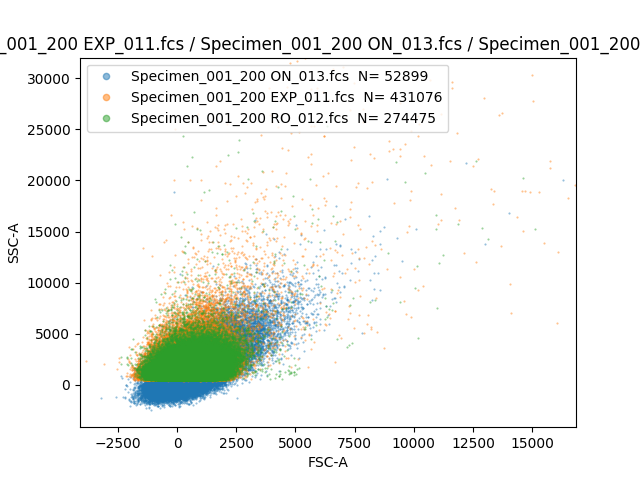 _001_200 EXP_011.fcs / Specimen_001_200 ON_013.fcs / Specimen_001_200
Specimen_001_200 ON_013.fcs N= 52899
Specimen_001_200 EXP_011.fcs N= 431076
Specimen_001_200 RO_012.fcs N= 274475
30000
25000
20000
15000
10000
5000
0
SSC-A
−2500 0 2500 5000 7500 10000 12500 15000
FSC-A